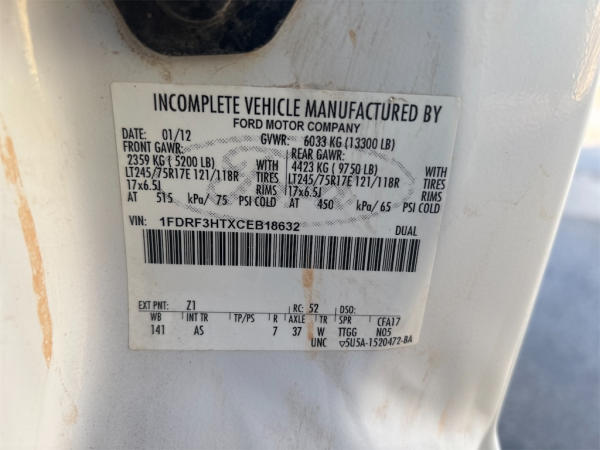 INCOMPLETE VEHICLE MANUFACTURED BY
FORD MOTOR COMPANY
DATE: 01/12 GVWR: 6033 KG (13300 LB)
FRONT GAWR: REAR GAWR:
2359 KG (5200 LB) WITH 4423 KG (9750 LB) WITH
LT245/75R17E 121/118R TIRES LT245/75R17E 121/118R TIRES
17x6.5J RIMS 17x6.5J RIMS
AT 515 kPa/ 75 PSI COLD AT 450 kPa/ 65 PSI COLD
VIN: 1FDRF3HTXCEB18632 DUAL
EXT PNT: Z1 RC: 52 DSO:
WB INT TR TP/PS R AXLE TR SPR CFA17
141 AS 7 37 W TTGG N05
UNC ▽5U5A-1520472-BA